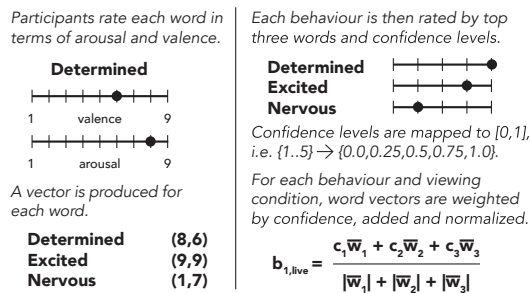 Participants rate each word in
terms of arousal and valence.
Determined
1 valence 9
1 arousal 9
A vector is produced for
each word.
Determined (8,6)
Excited (9,9)
Nervous (1,7)
Each behaviour is then rated by top
three words and confidence levels.
Determined
Excited
Nervous
Confidence levels are mapped to [0,1],
i.e. {1..5} → {0.0,0.25,0.5,0.75,1.0}.
For each behaviour and viewing
condition, word vectors are weighted
by confidence, added and normalized.
b₁,live = (c₁w̅₁ + c₂w̅₂ + c₃w̅₃) / (|w̅₁| + |w̅₂| + |w̅₃|)